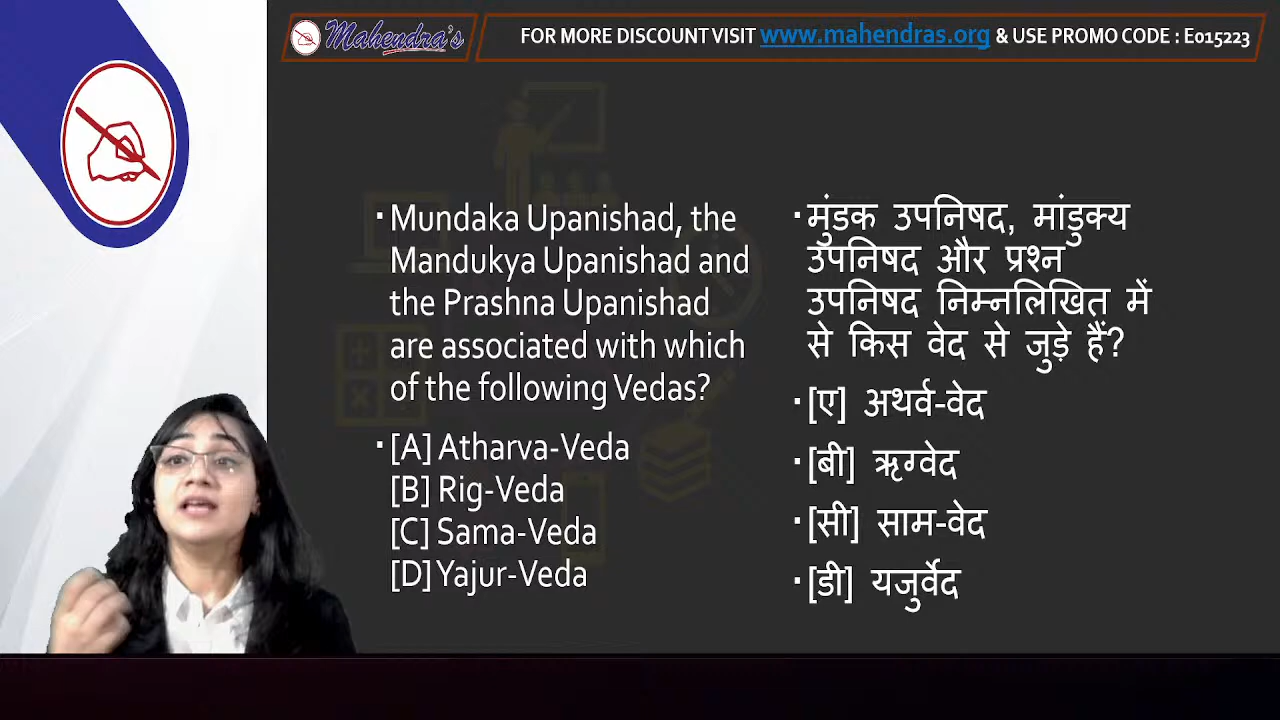 Mahendra's
FOR MORE DISCOUNT VISIT www.mahendras.org & USE PROMO CODE : E015223
▪ Mundaka Upanishad, the
Mandukya Upanishad and
the Prashna Upanishad
are associated with which
of the following Vedas?
▪ [A] Atharva-Veda
[B] Rig-Veda
[C] Sama-Veda
[D] Yajur-Veda
▪ मुंडक उपनिषद, मांडुक्य
उपनिषद और प्रश्न
उपनिषद निम्नलिखित में
से किस वेद से जुड़े हैं?
▪ [ए] अथर्व-वेद
▪ [बी] ऋग्वेद
▪ [सी] साम-वेद
▪ [डी] यजुर्वेद